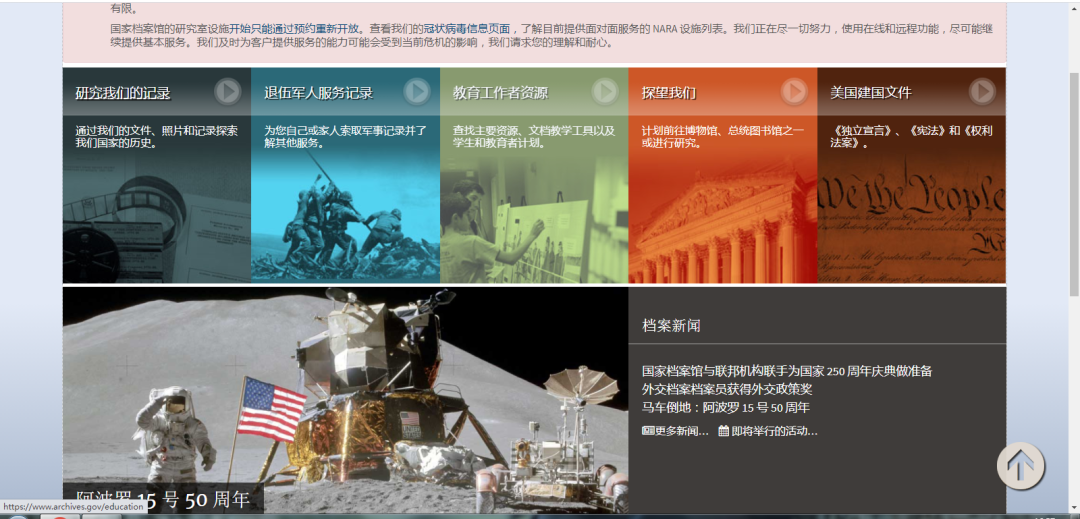 有限。
国家档案馆的研究室设施开始只能通过预约重新开放。查看我们的冠状病毒信息页面，了解目前提供面对面服务的 NARA 设施列表。我们正在尽一切努力，使用在线和远程功能，尽可能继
续提供基本服务。我们及时为客户提供服务的能力可能会受到当前危机的影响，我们请求您的理解和耐心。
研究我们的记录
通过我们的文件、照片和记录探索
我们国家的历史。
退伍军人服务记录
为您自己或家人索取军事记录并了
解其他服务。
教育工作者资源
查找主要资源、文档教学工具以及
学生和教育者计划。
探望我们
计划前往博物馆、总统图书馆之一
或进行研究。
美国建国文件
《独立宣言》、《宪法》和《权利
法案》。
We the People
档案新闻
国家档案馆与联邦机构联手为国家 250 周年庆典做准备
外交档案档案员获得外交政策奖
马车倒地：阿波罗 15 号 50 周年
更多新闻... 即将举行的活动...
阿波罗 15 号 50 周年
https://www.archives.gov/education